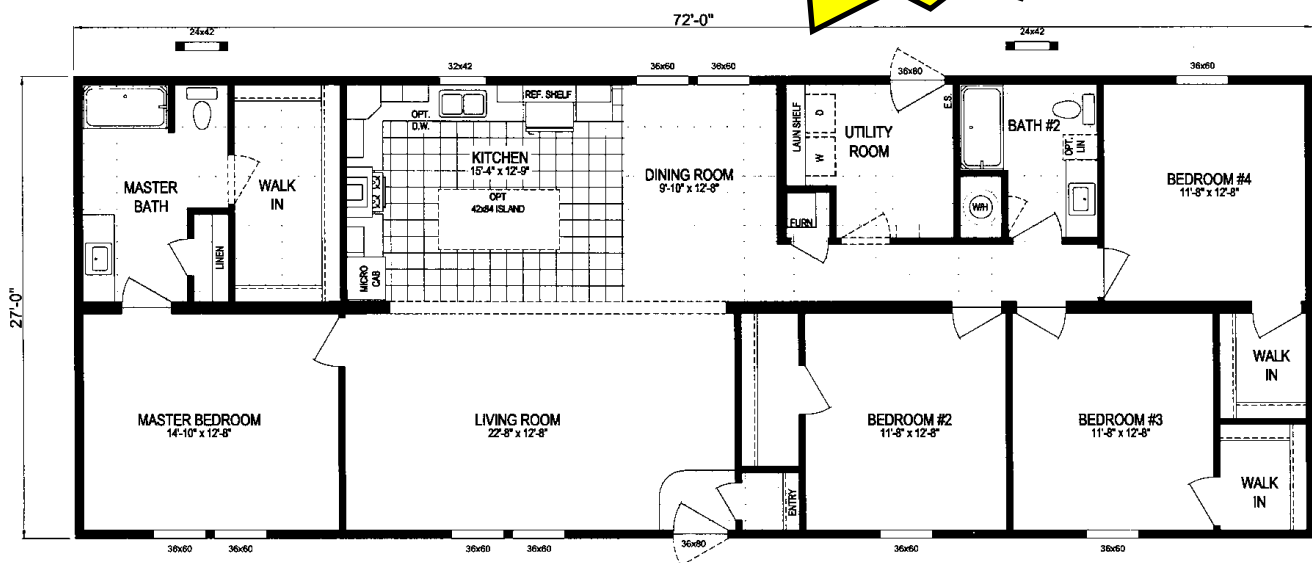 72'-0"
24x42
24x42
32x42
36x60
36x60
36x80
36x60
27'-0"
OPT.
D.W.
REF. SHELF
KITCHEN
15'-4" x 12'-9"
OPT
42x84 ISLAND
MICRO
CAB
DINING ROOM
9'-10" x 12'-8"
LAUN SHELF
D
W
UTILITY
ROOM
E.S.
FURN
BATH #2
OPT.
LIN
W/H
BEDROOM #4
11'-8" x 12'-8"
MASTER
BATH
WALK
IN
LINEN
MASTER BEDROOM
14'-10" x 12'-8"
LIVING ROOM
22'-8" x 12'-8"
ENTRY
BEDROOM #2
11'-8" x 12'-8"
BEDROOM #3
11'-8" x 12'-8"
WALK
IN
WALK
IN
36x60
36x60
36x60
36x60
36x80
36x60
36x60